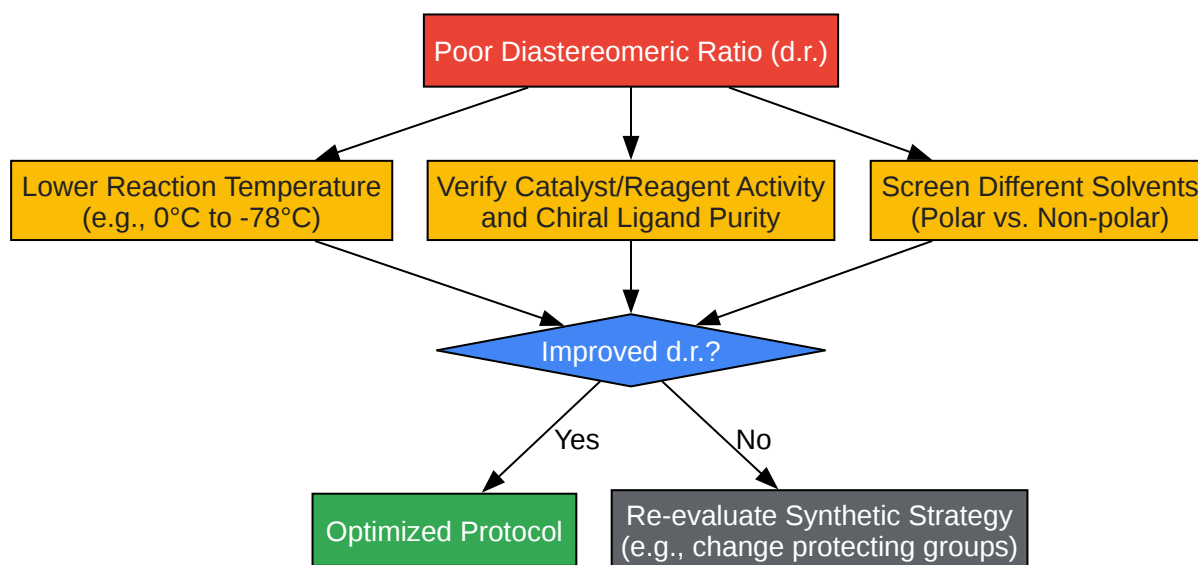 Poor Diastereomeric Ratio (d.r.)
Lower Reaction Temperature
(e.g., 0°C to -78°C)
Verify Catalyst/Reagent Activity
and Chiral Ligand Purity
Screen Different Solvents
(Polar vs. Non-polar)
Improved d.r.?
Yes
No
Optimized Protocol
Re-evaluate Synthetic Strategy
(e.g., change protecting groups)